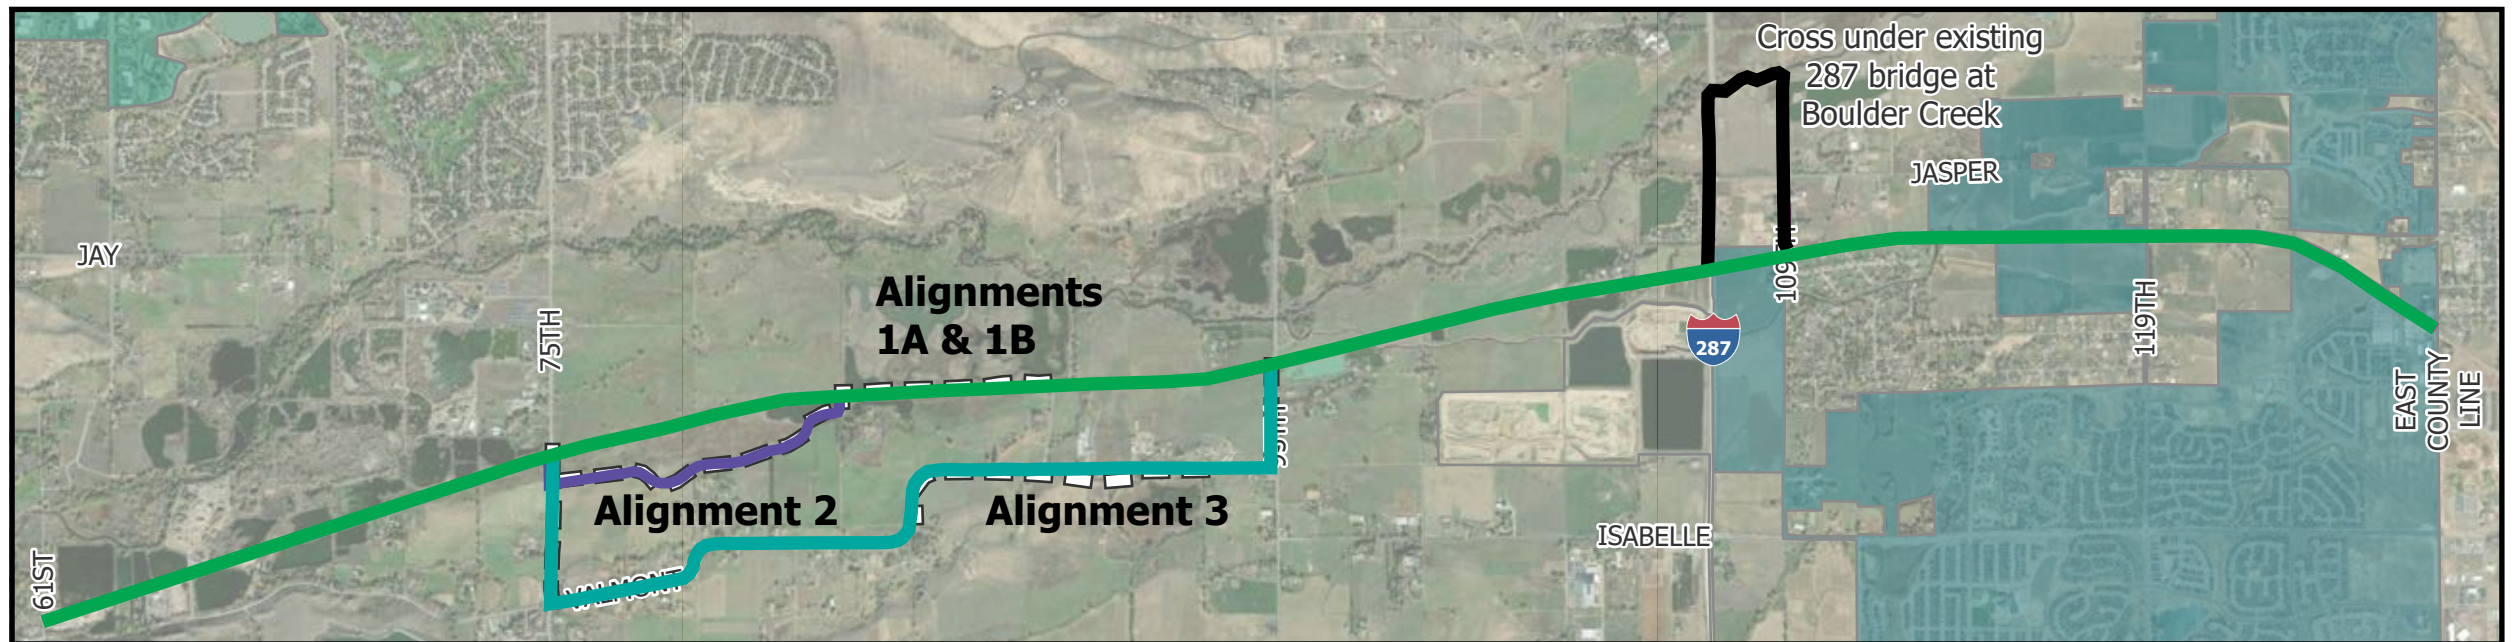 Cross under existing
287 bridge at
Boulder Creek
JASPER
JAY
109TH
Alignments
1A & 1B
75TH
119TH
287
EAST
COUNTY
LINE
95TH
Alignment 2
Alignment 3
ISABELLE
61ST
VALMONT